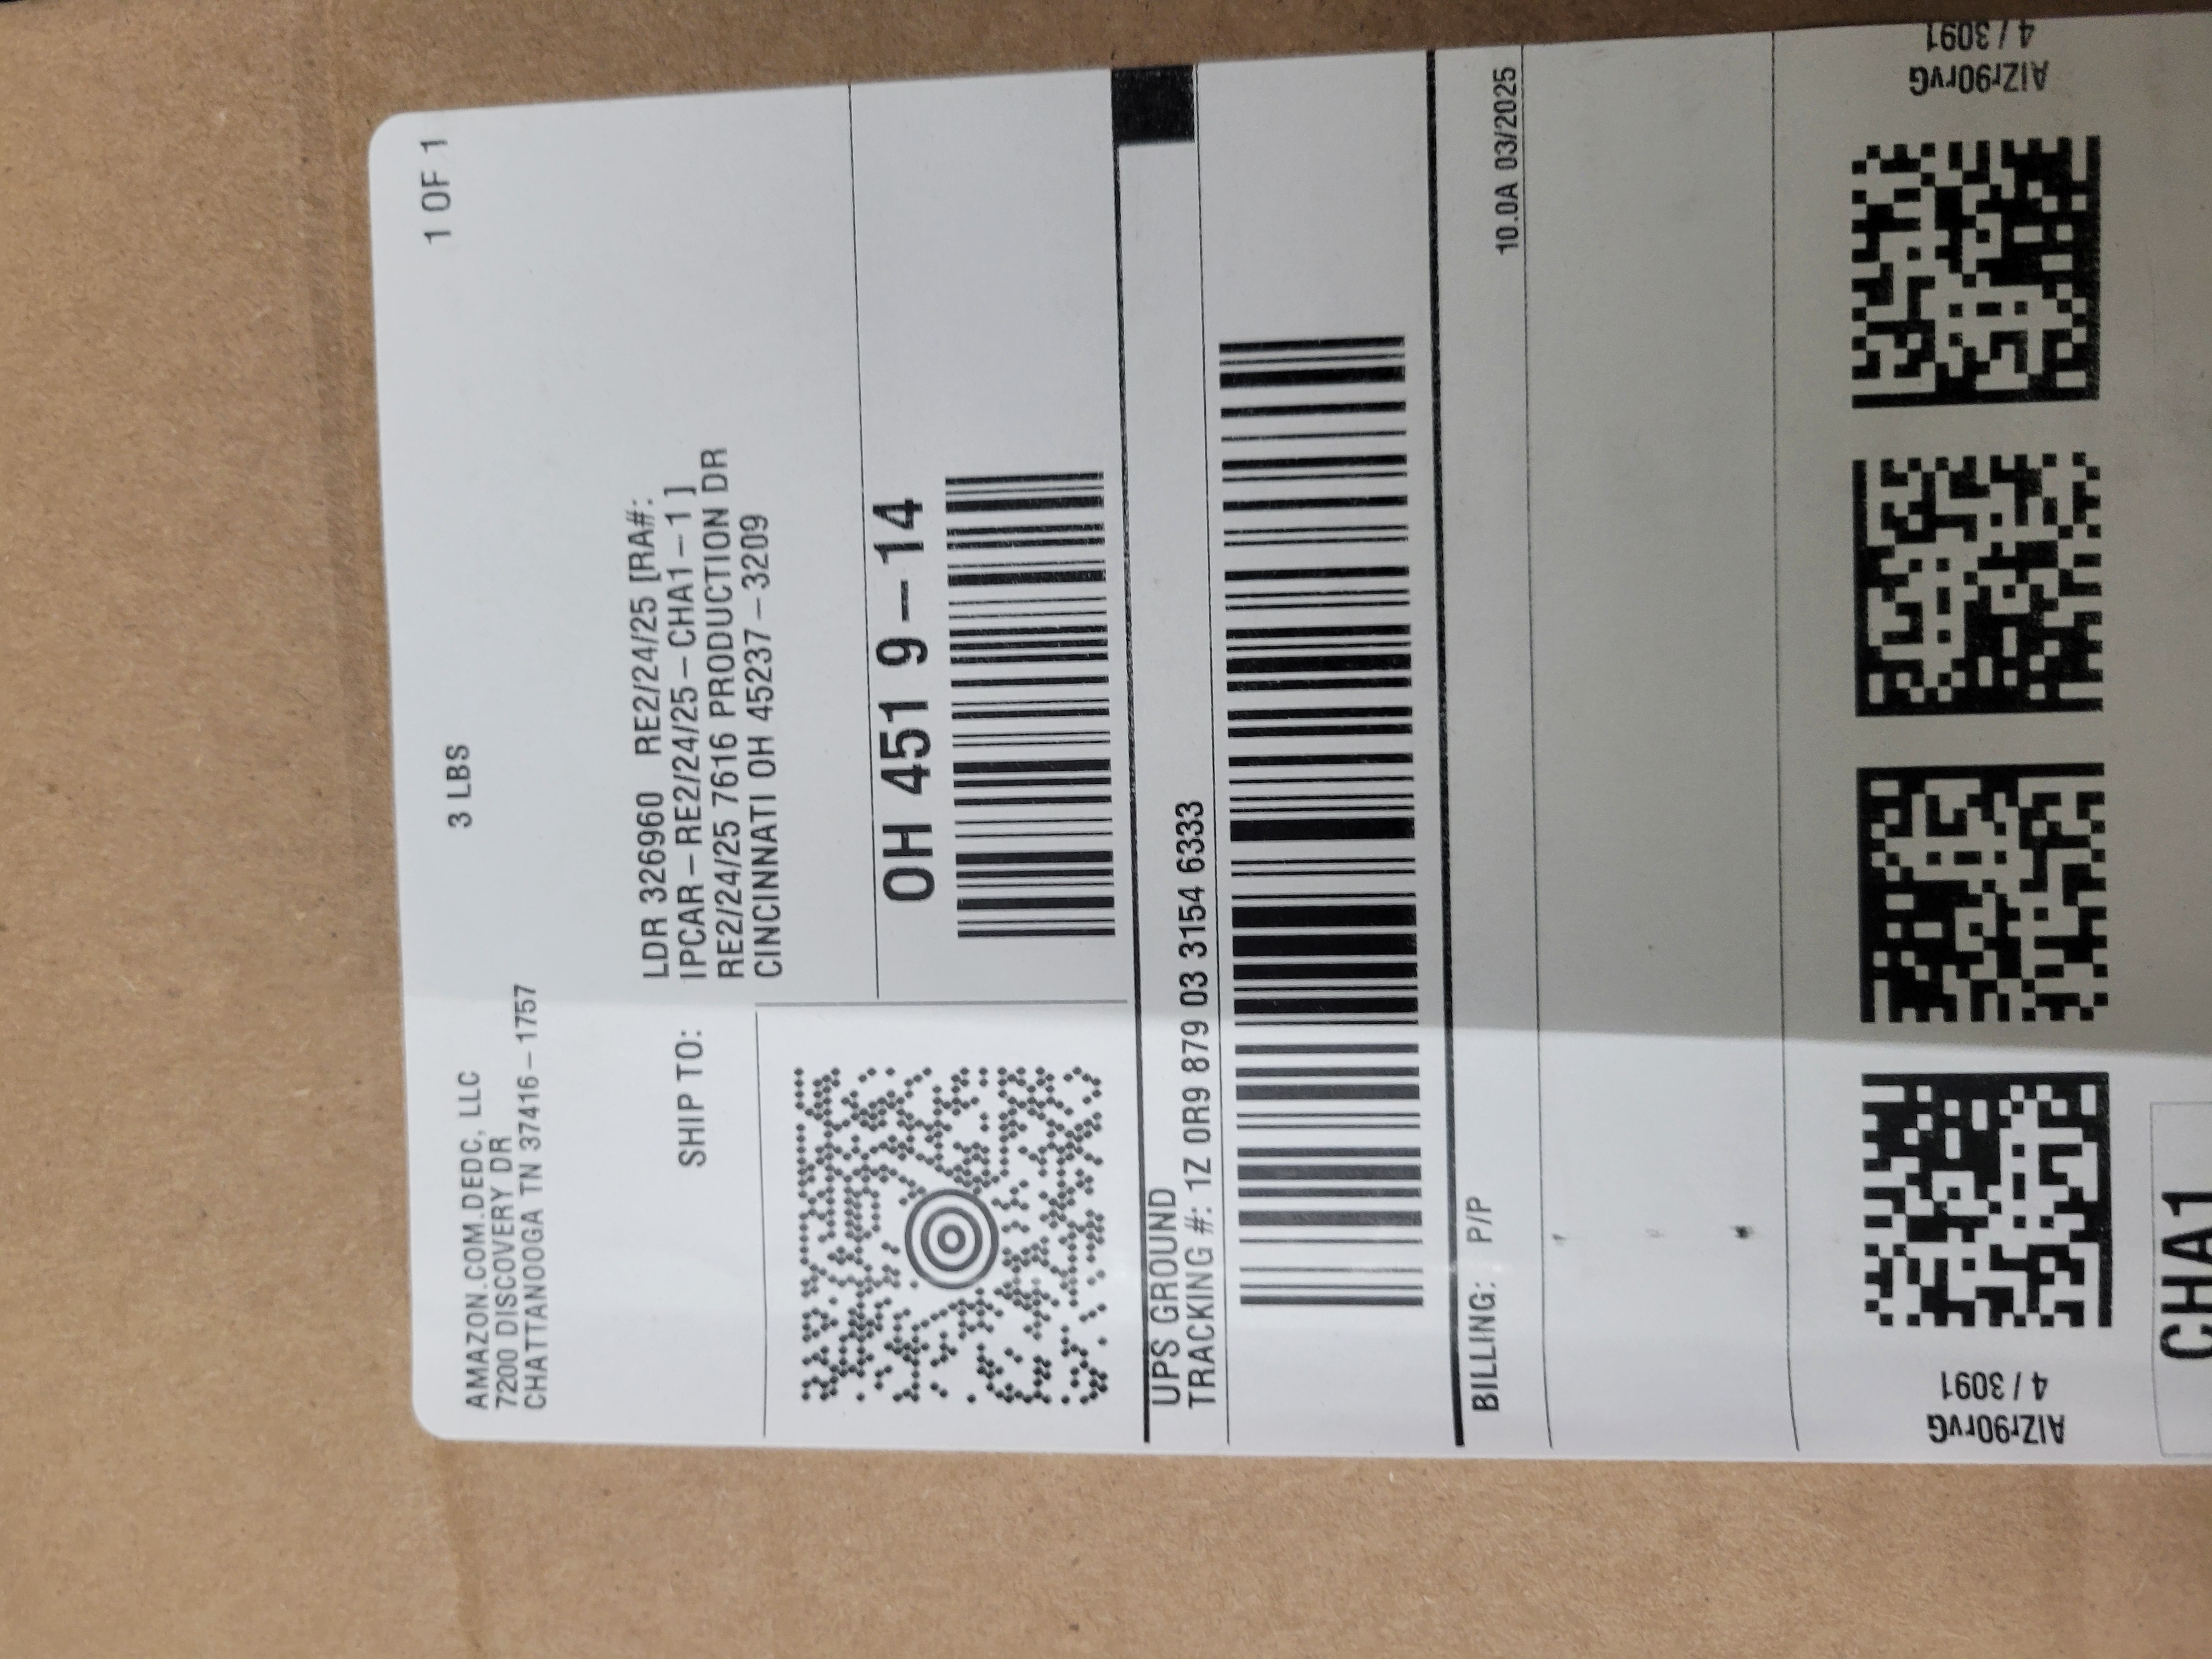 AMAZON.COM.DEDC, LLC
7200 DISCOVERY DR
CHATTANOOGA TN 37416-1757
3 LBS
1 OF 1
SHIP TO:
LDR 326960 RE2/24/25 [RA#:
IPCAR-RE2/24/25-CHA1-1 ]
RE2/24/25 7616 PRODUCTION DR
CINCINNATI OH 45237-3209
OH 451 9-14
UPS GROUND
TRACKING #: 1Z 0R9 879 03 3154 6333
BILLING: P/P
10.0A 03/2025
AlZr90rvG
4 / 3091
AlZr90rvG
4 / 3091
CHA1